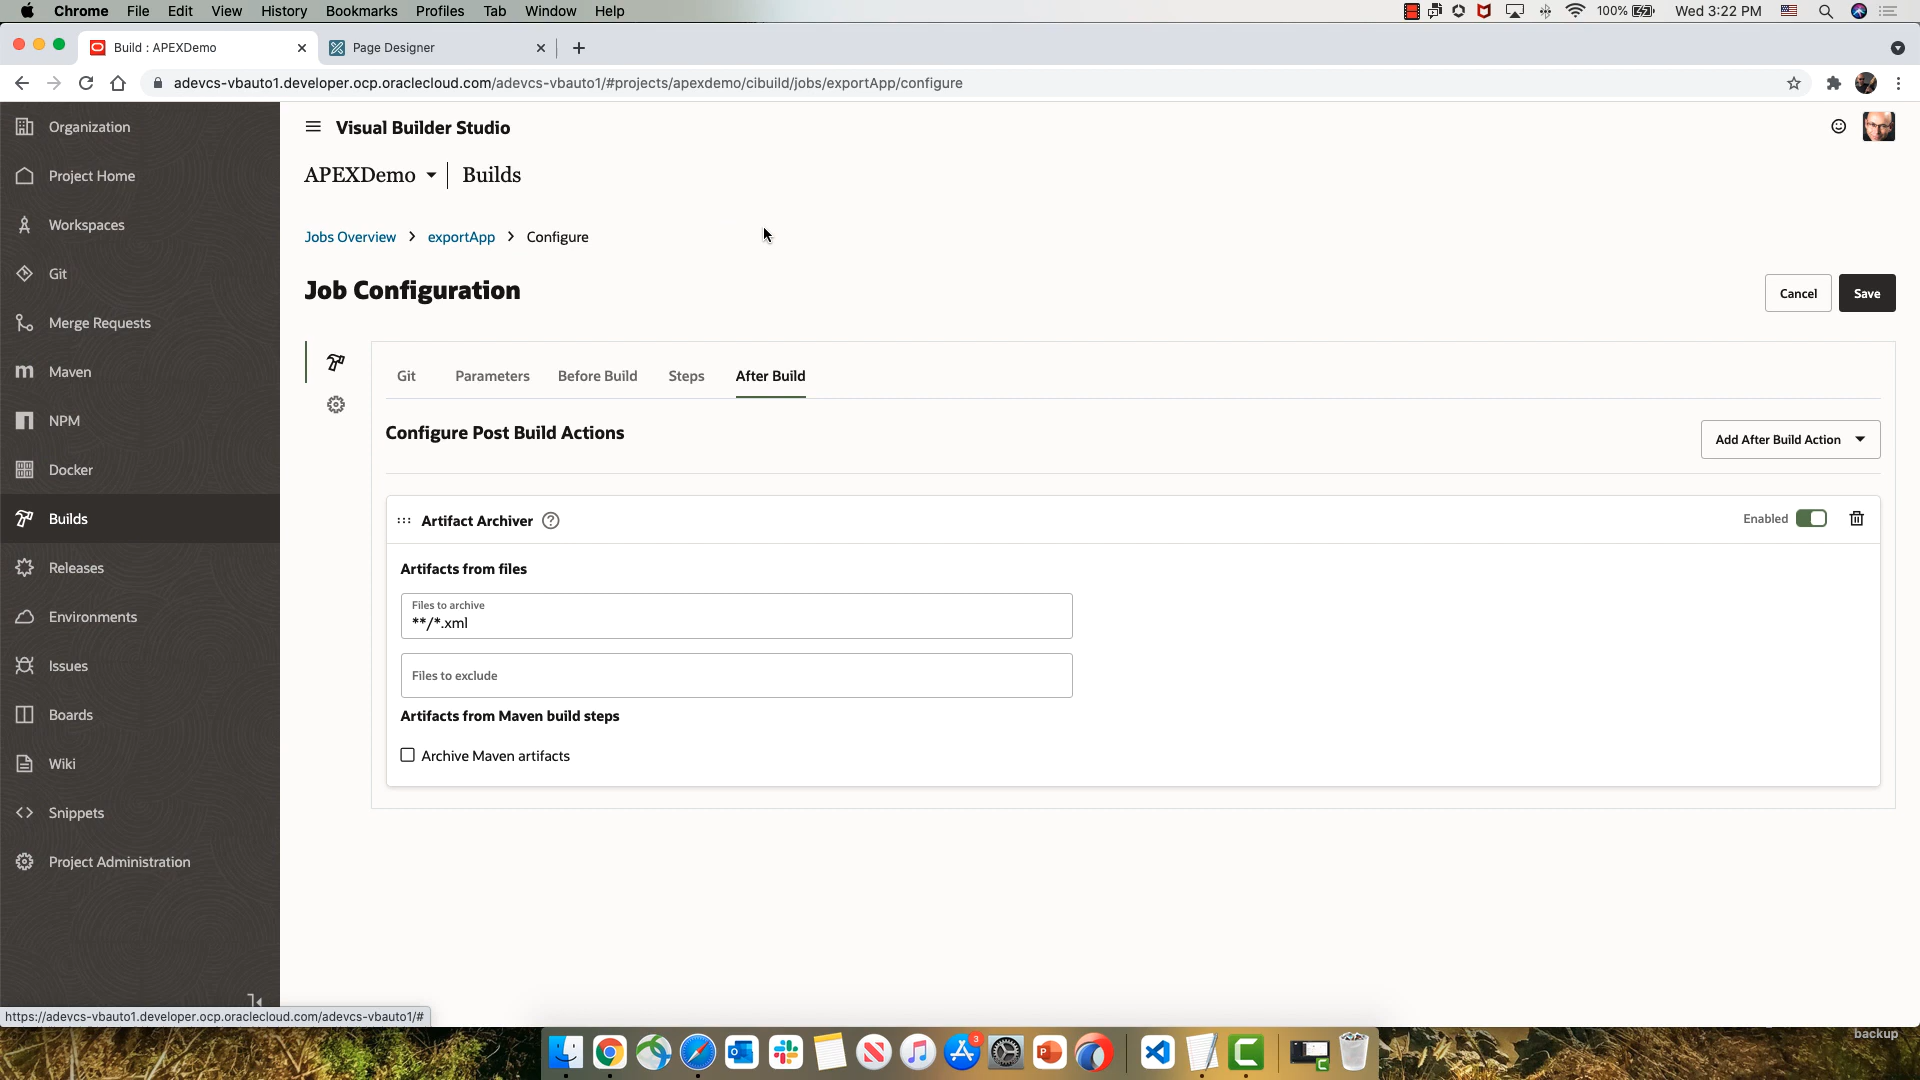 Chrome File Edit View History Bookmarks Profiles Tab Window Help 100% Wed 3:22 PM
Build : APEXDemo Page Designer
adevcs-vbauto1.developer.ocp.oraclecloud.com/adevcs-vbauto1/#projects/apexdemo/cibuild/jobs/exportApp/configure
Organization
Project Home
Workspaces
Git
Merge Requests
Maven
NPM
Docker
Builds
Releases
Environments
Issues
Boards
Wiki
Snippets
Project Administration
https://adevcs-vbauto1.developer.ocp.oraclecloud.com/adevcs-vbauto1/#
Visual Builder Studio
APEXDemo Builds
Jobs Overview > exportApp > Configure
Job Configuration
Cancel Save
Git Parameters Before Build Steps After Build
Configure Post Build Actions
Add After Build Action
Artifact Archiver ?
Enabled
Artifacts from files
Files to archive
**/*.xml
Files to exclude
Artifacts from Maven build steps
Archive Maven artifacts
3
backup